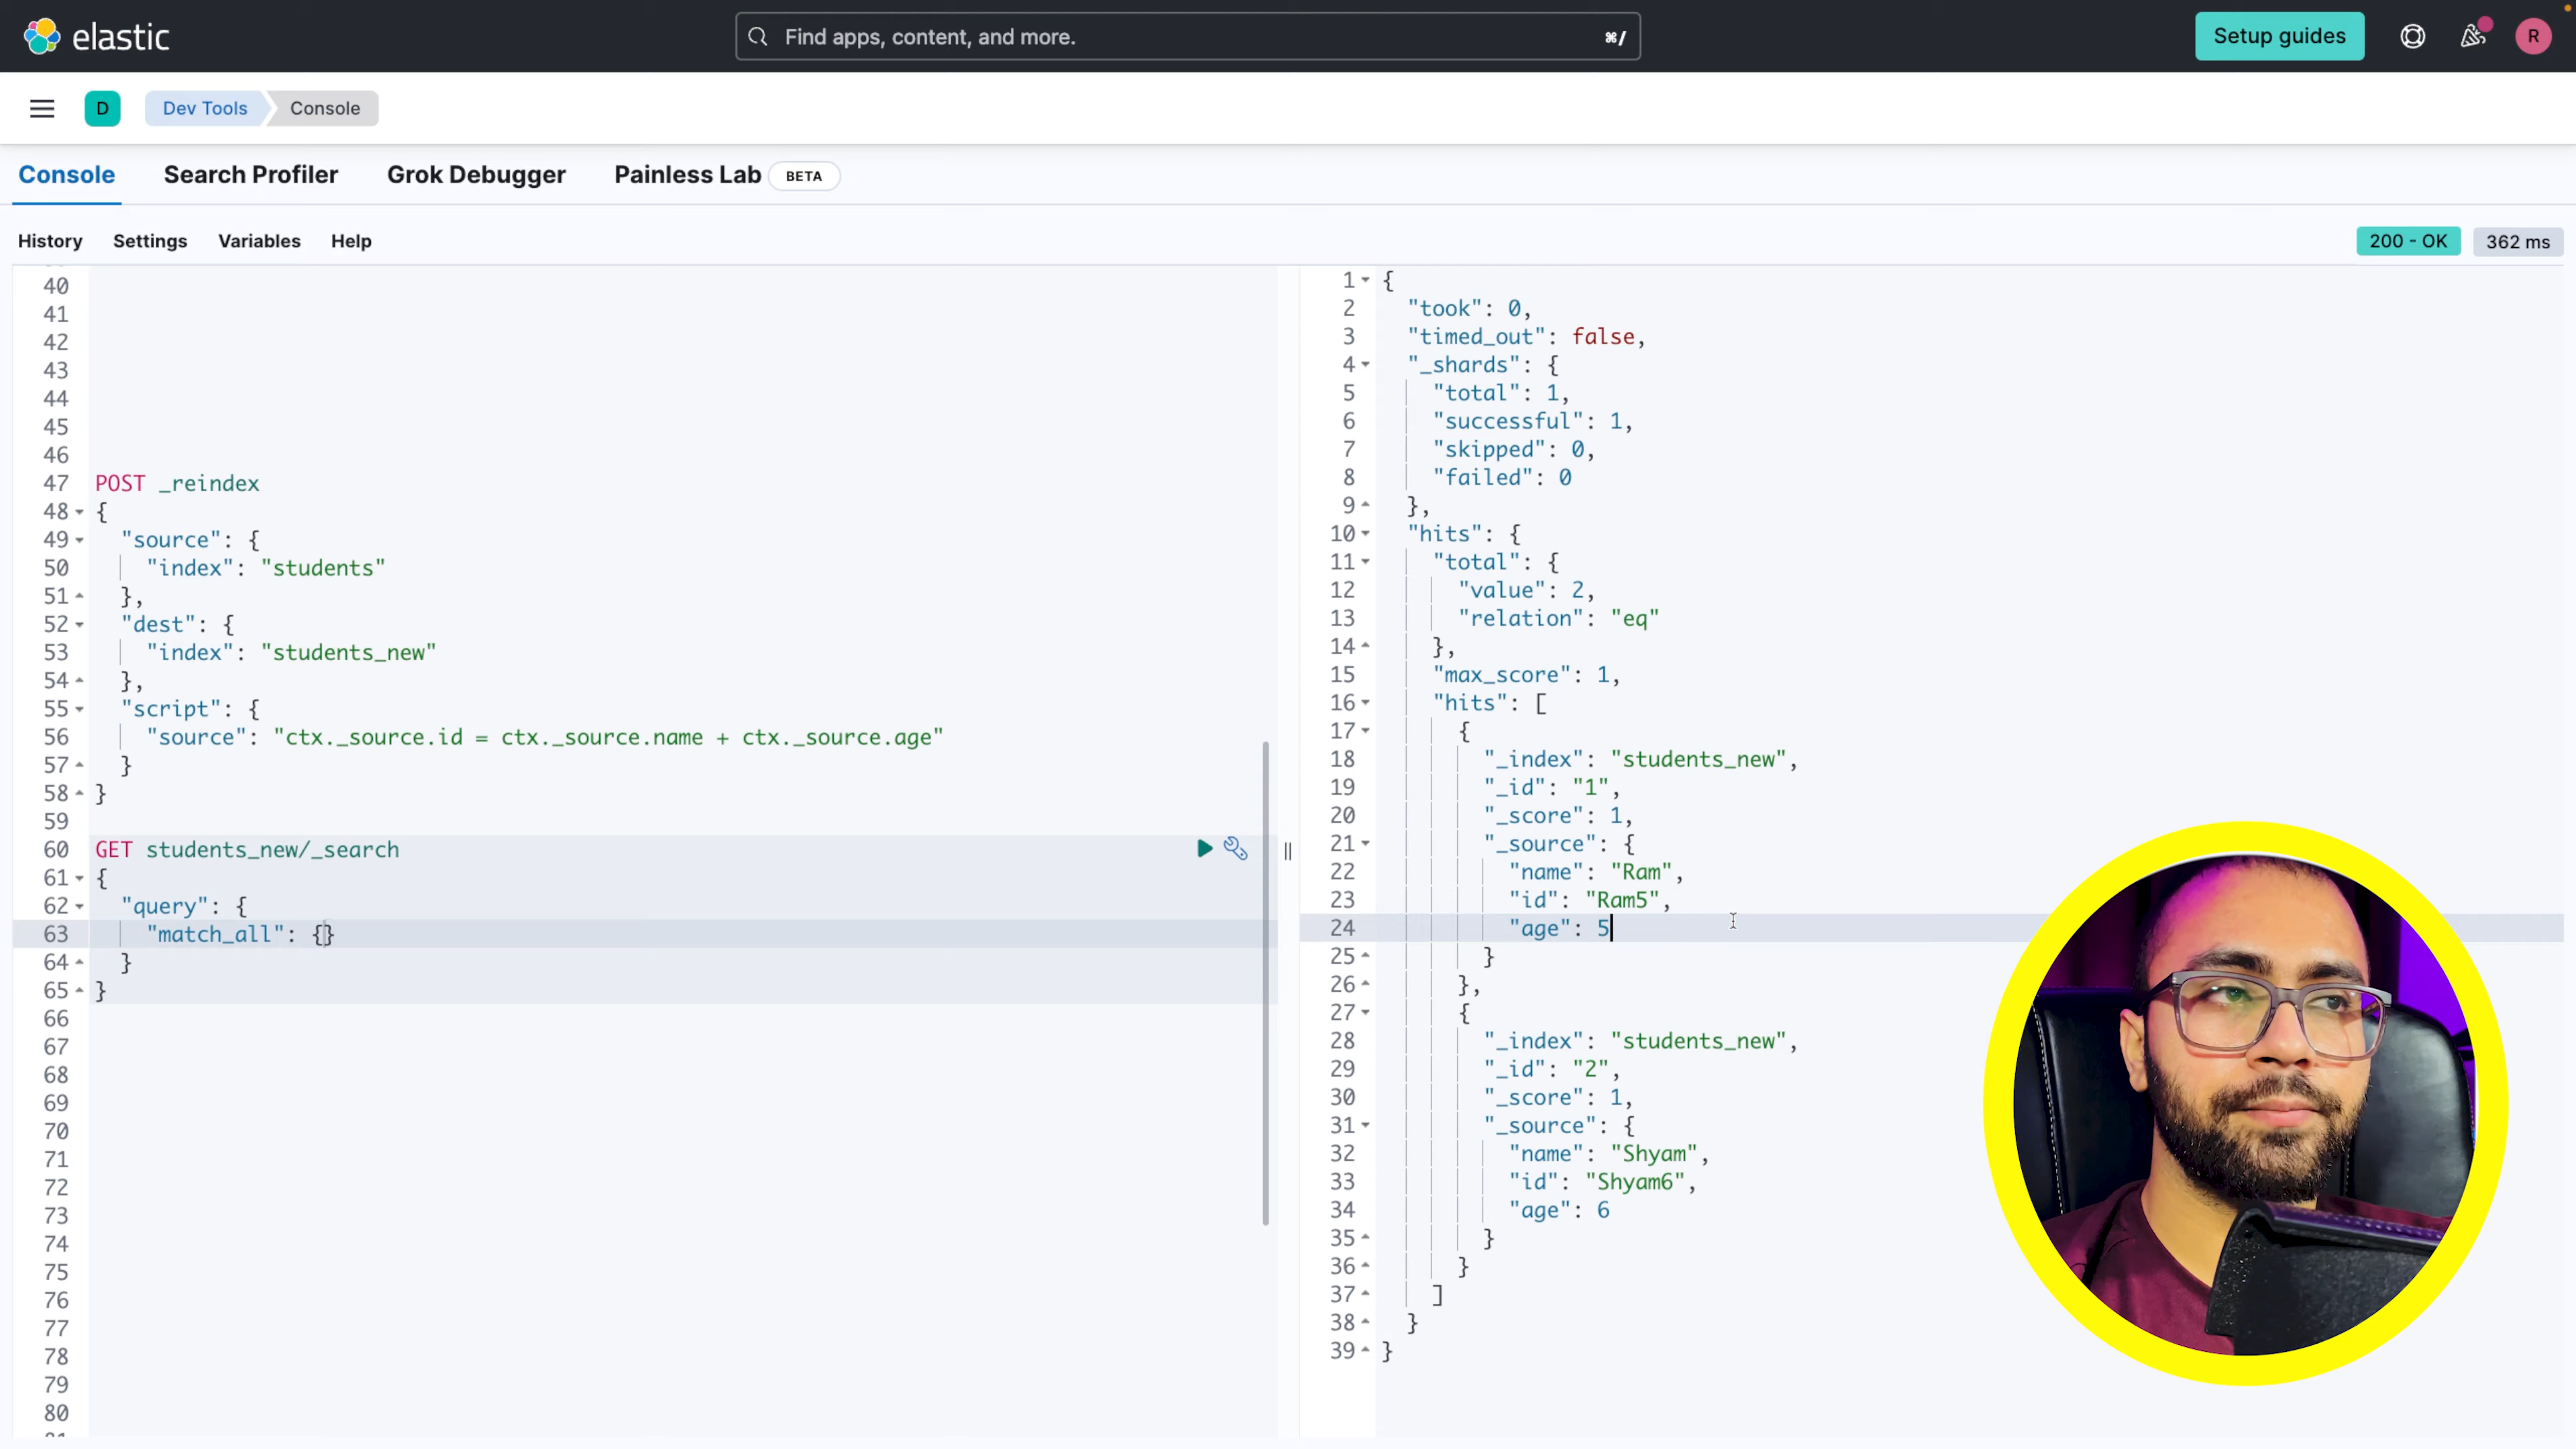 elastic
Find apps, content, and more.
⌘/
Setup guides
R
D
Dev Tools
Console
Console
Search Profiler
Grok Debugger
Painless Lab
BETA
History
Settings
Variables
Help
200 - OK
362 ms
40
41
42
43
44
45
46
47 POST _reindex
48 {
49 "source": {
50 "index": "students"
51 },
52 "dest": {
53 "index": "students_new"
54 },
55 "script": {
56 "source": "ctx._source.id = ctx._source.name + ctx._source.age"
57 }
58 }
59
60 GET students_new/_search
61 {
62 "query": {
63 "match_all": {}
64 }
65 }
66
67
68
69
70
71
72
73
74
75
76
77
78
79
80
1 {
2 "took": 0,
3 "timed_out": false,
4 "_shards": {
5 "total": 1,
6 "successful": 1,
7 "skipped": 0,
8 "failed": 0
9 },
10 "hits": {
11 "total": {
12 "value": 2,
13 "relation": "eq"
14 },
15 "max_score": 1,
16 "hits": [
17 {
18 "_index": "students_new",
19 "_id": "1",
20 "_score": 1,
21 "_source": {
22 "name": "Ram",
23 "id": "Ram5",
24 "age": 5
25 }
26 },
27 {
28 "_index": "students_new",
29 "_id": "2",
30 "_score": 1,
31 "_source": {
32 "name": "Shyam",
33 "id": "Shyam6",
34 "age": 6
35 }
36 }
37 ]
38 }
39 }